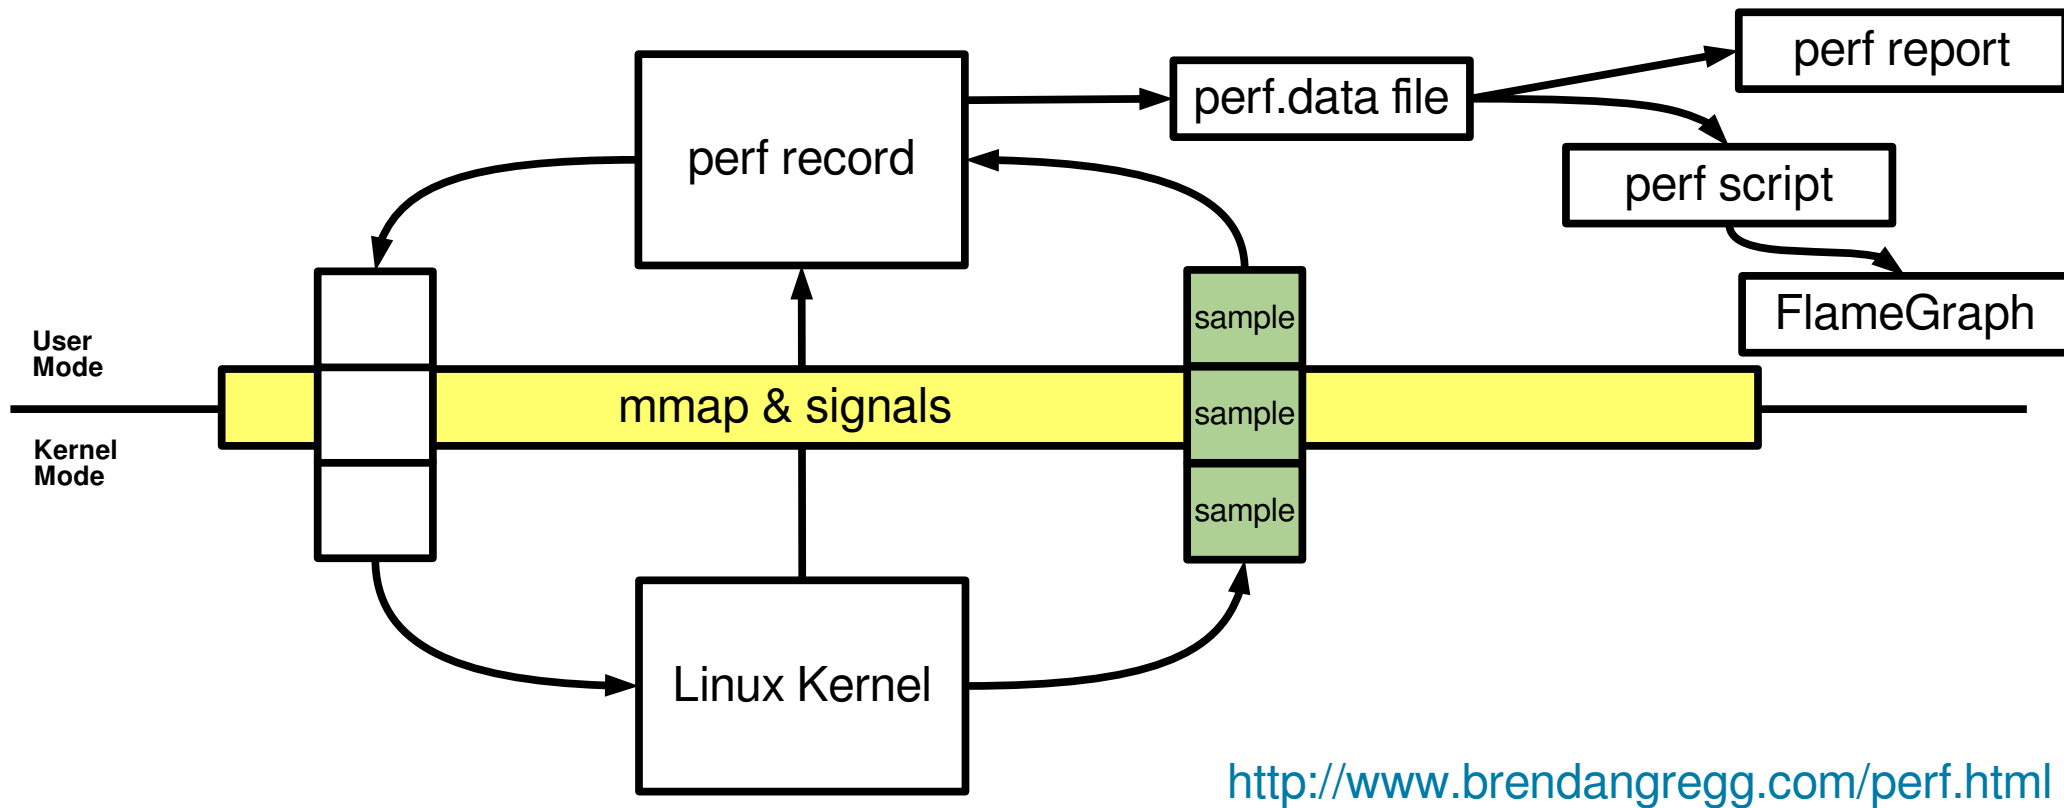 perf report
perf.data file
perf record
perf script
FlameGraph
sample
User
Mode
mmap & signals
sample
Kernel
Mode
sample
Linux Kernel
http://www.brendangregg.com/perf.html